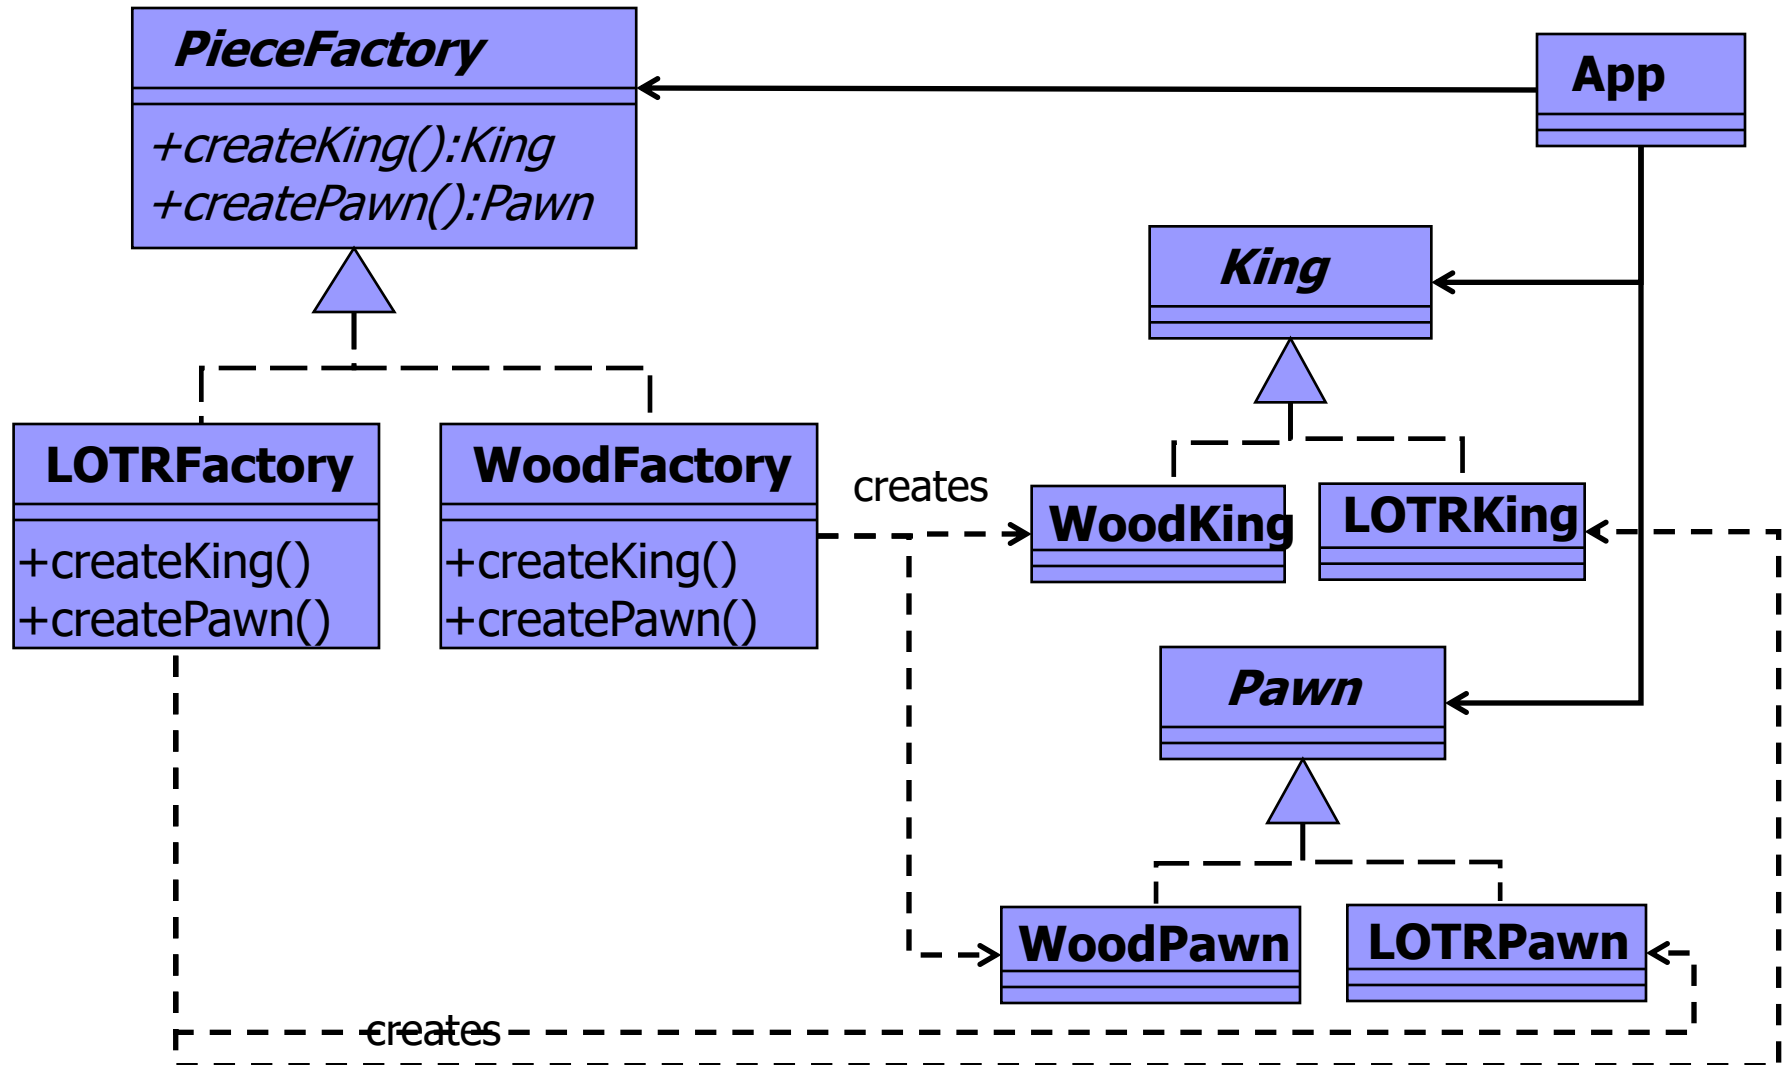 PieceFactory
+createKing():King
+createPawn():Pawn
App
King
LOTRFactory
+createKing()
+createPawn()
WoodFactory
+createKing()
+createPawn()
creates
WoodKing
LOTRKing
Pawn
WoodPawn
LOTRPawn
creates